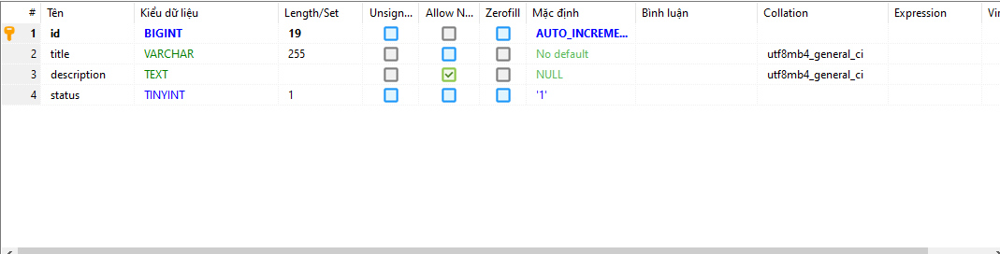 # Tên Kiểu dữ liệu Length/Set Unsign... Allow N... Zerofill Mặc định Bình luận Collation Expression Vir
1 id BIGINT 19 AUTO_INCREME...
2 title VARCHAR 255 No default utf8mb4_general_ci
3 description TEXT NULL utf8mb4_general_ci
4 status TINYINT 1 '1'